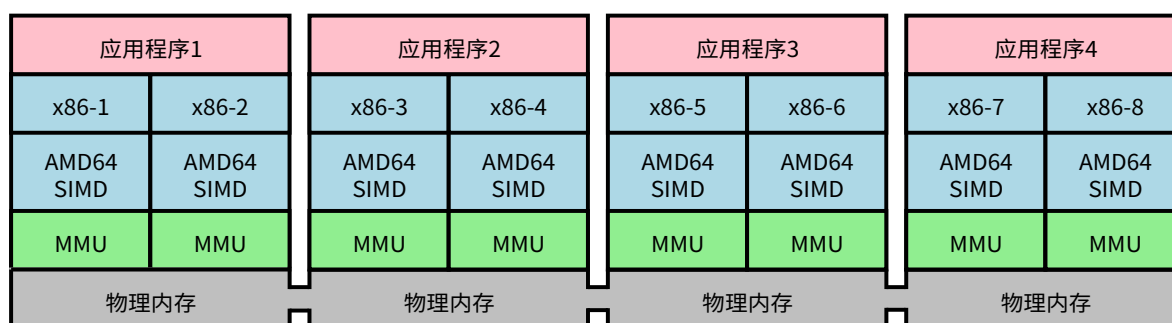 应用程序1 应用程序2 应用程序3 应用程序4
x86-1 x86-2 x86-3 x86-4 x86-5 x86-6 x86-7 x86-8
AMD64 AMD64 AMD64 AMD64 AMD64 AMD64 AMD64 AMD64
SIMD SIMD SIMD SIMD SIMD SIMD SIMD SIMD
MMU MMU MMU MMU MMU MMU MMU MMU
物理内存 物理内存 物理内存 物理内存